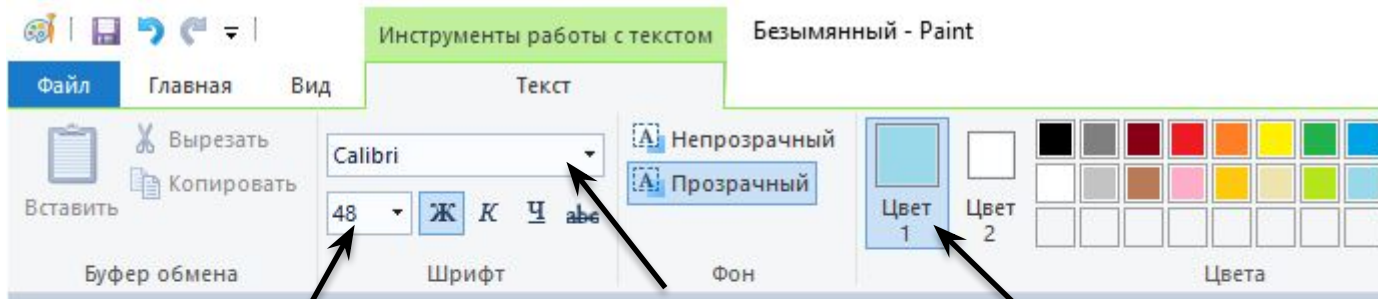 Инструменты работы с текстом Безымянный - Paint
Файл Главная Вид Текст
Вставить
Вырезать
Копировать
Буфер обмена
Calibri
48 Ж К Ч abc
Шрифт
Непрозрачный
Прозрачный
Фон
Цвет
1
Цвет
2
Цвета